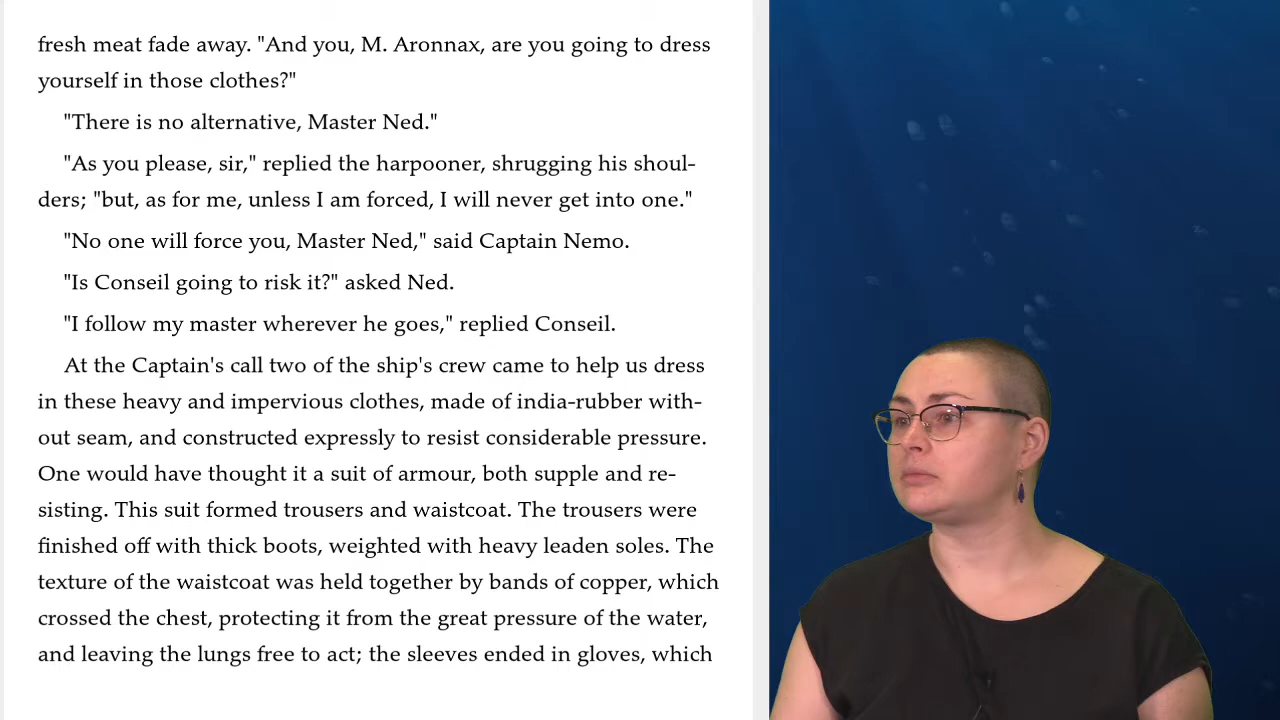 fresh meat fade away. "And you, M. Aronnax, are you going to dress
yourself in those clothes?"
"There is no alternative, Master Ned."
"As you please, sir," replied the harpooner, shrugging his shoul-
ders; "but, as for me, unless I am forced, I will never get into one."
"No one will force you, Master Ned," said Captain Nemo.
"Is Conseil going to risk it?" asked Ned.
"I follow my master wherever he goes," replied Conseil.
At the Captain's call two of the ship's crew came to help us dress
in these heavy and impervious clothes, made of india-rubber with-
out seam, and constructed expressly to resist considerable pressure.
One would have thought it a suit of armour, both supple and re-
sisting. This suit formed trousers and waistcoat. The trousers were
finished off with thick boots, weighted with heavy leaden soles. The
texture of the waistcoat was held together by bands of copper, which
crossed the chest, protecting it from the great pressure of the water,
and leaving the lungs free to act; the sleeves ended in gloves, which